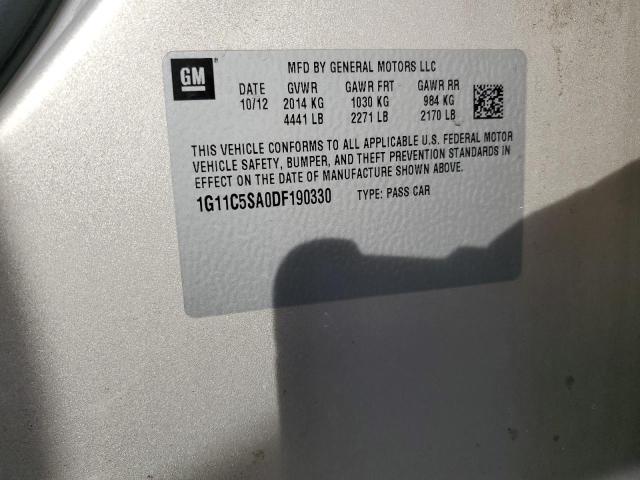 GM
MFD BY GENERAL MOTORS LLC
DATE GVWR GAWR FRT GAWR RR
10/12 2014 KG 1030 KG 984 KG
4441 LB 2271 LB 2170 LB
THIS VEHICLE CONFORMS TO ALL APPLICABLE U.S. FEDERAL MOTOR
VEHICLE SAFETY, BUMPER, AND THEFT PREVENTION STANDARDS IN
EFFECT ON THE DATE OF MANUFACTURE SHOWN ABOVE.
1G11C5SA0DF190330 TYPE: PASS CAR